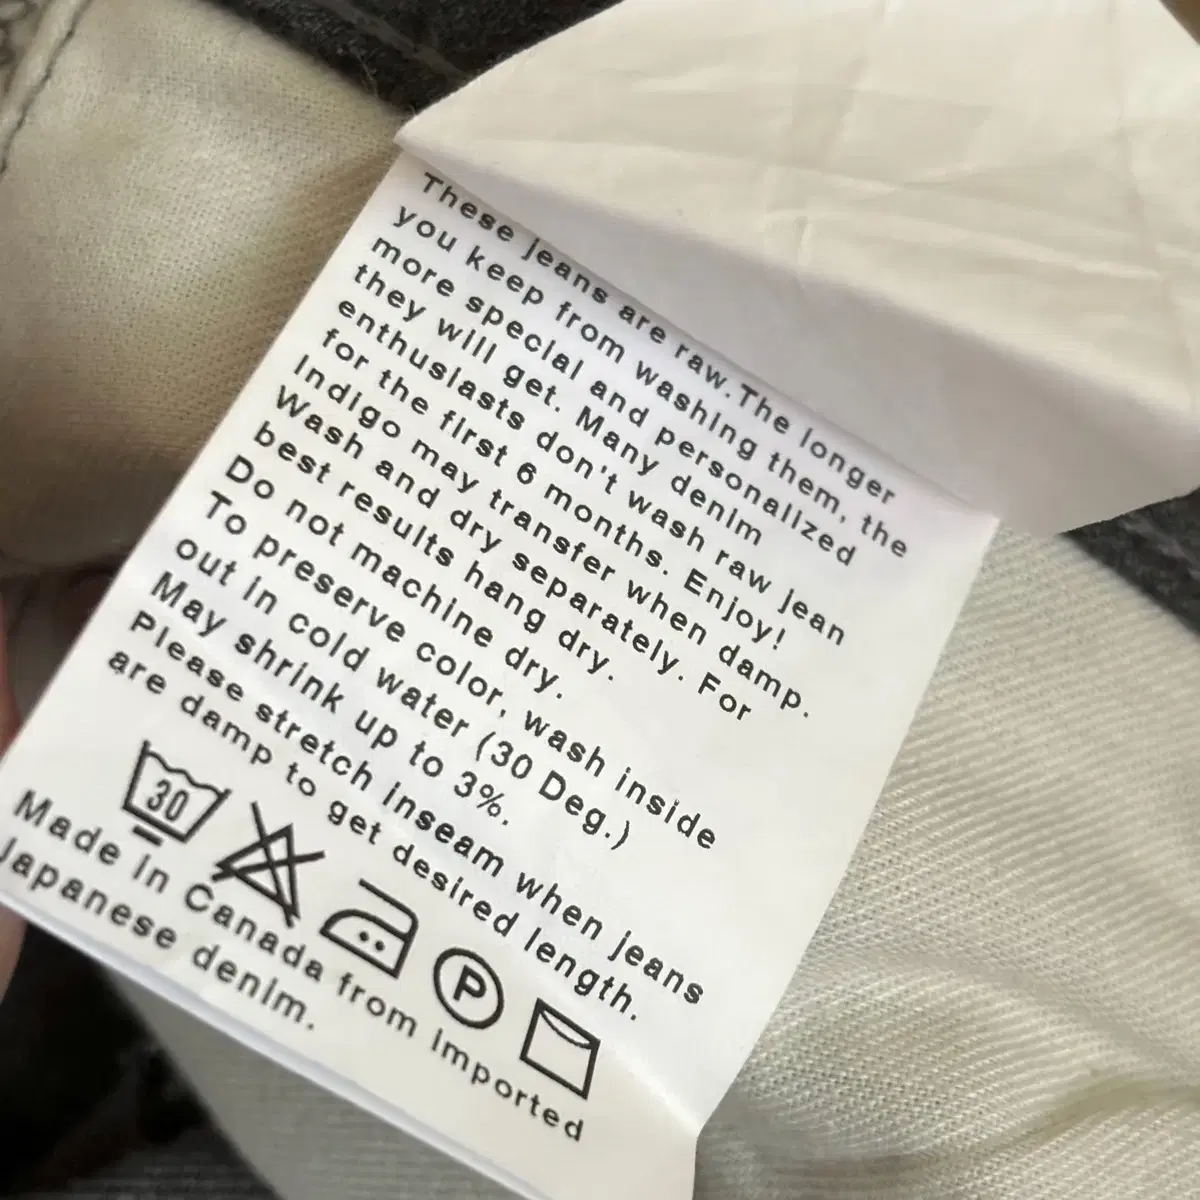 These jeans are raw. The longer
you keep from washing them, the
more special and personalized
they will get. Many denim
enthusiasts don't wash raw jean
for the first 6 months. Enjoy!
Indigo may transfer when damp.
Wash and dry separately. For
best results hang dry.
Do not machine dry.
To preserve color, wash inside
out in cold water (30 Deg.)
May shrink up to 3%.
Please stretch inseam when jeans
are damp to get desired length.
30 P
Made in Canada from Imported
Japanese denim.